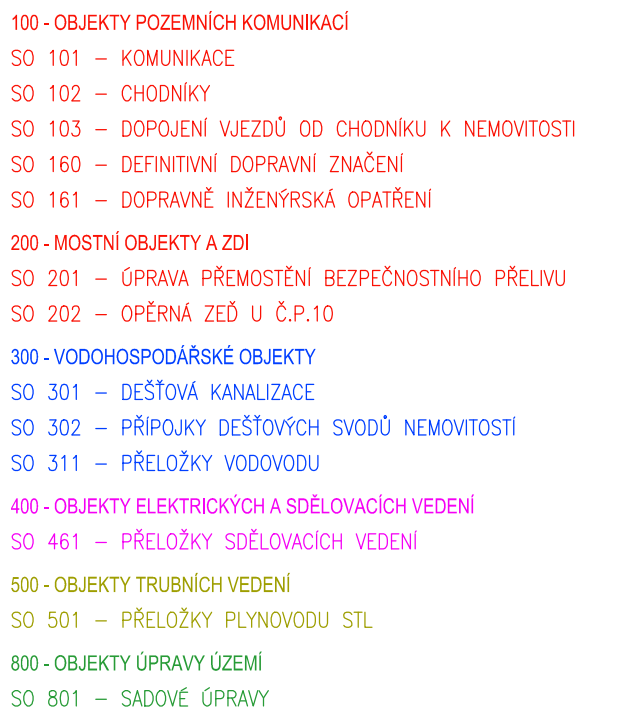 100 - OBJEKTY POZEMNÍCH KOMUNIKACÍ
SO 101 – KOMUNIKACE
SO 102 – CHODNÍKY
SO 103 – DOPOJENÍ VJEZDŮ OD CHODNÍKU K NEMOVITOSTI
SO 160 – DEFINITIVNÍ DOPRAVNÍ ZNAČENÍ
SO 161 – DOPRAVNĚ INŽENÝRSKÁ OPATŘENÍ
200 - MOSTNÍ OBJEKTY A ZDI
SO 201 – ÚPRAVA PŘEMOSTĚNÍ BEZPEČNOSTNÍHO PŘELIVU
SO 202 – OPĚRNÁ ZEĎ U Č.P.10
300 - VODOHOSPODÁŘSKÉ OBJEKTY
SO 301 – DEŠŤOVÁ KANALIZACE
SO 302 – PŘÍPOJKY DEŠŤOVÝCH SVODŮ NEMOVITOSTÍ
SO 311 – PŘELOŽKY VODOVODU
400 - OBJEKTY ELEKTRICKÝCH A SDĚLOVACÍCH VEDENÍ
SO 461 – PŘELOŽKY SDĚLOVACÍCH VEDENÍ
500 - OBJEKTY TRUBNÍCH VEDENÍ
SO 501 – PŘELOŽKY PLYNOVODU STL
800 - OBJEKTY ÚPRAVY ÚZEMÍ
SO 801 – SADOVÉ ÚPRAVY